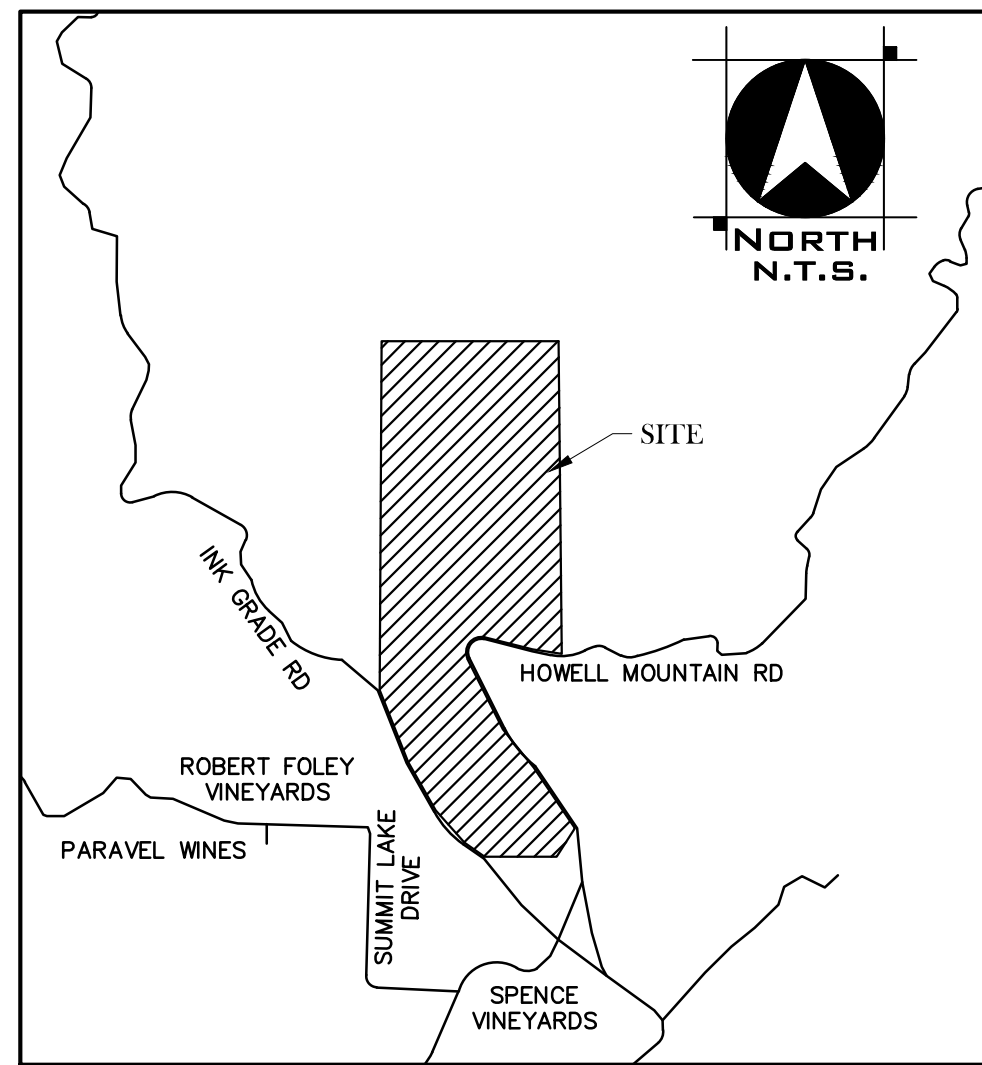 NORTH
N.T.S.
SITE
INK GRADE RD
HOWELL MOUNTAIN RD
ROBERT FOLEY
VINEYARDS
PARAVEL WINES
SUMMIT LAKE
DRIVE
SPENCE
VINEYARDS